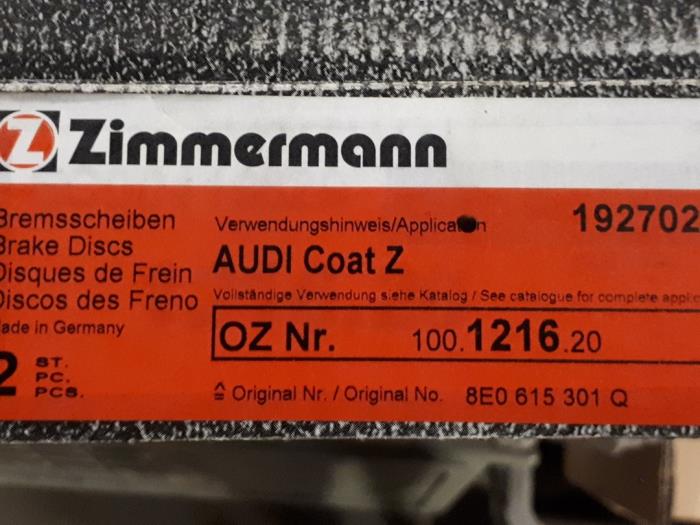 Z Zimmermann
Bremsscheiben
Brake Discs
Disques de Frein
Discos des Freno
Made in Germany
2 ST.
PC.
PCS.
Verwendungshinweis/Application 192702
AUDI Coat Z
Vollständige Verwendung siehe Katalog / See catalogue for complete applic
OZ Nr. 100.1216.20
≙ Original Nr. / Original No. 8E0 615 301 Q